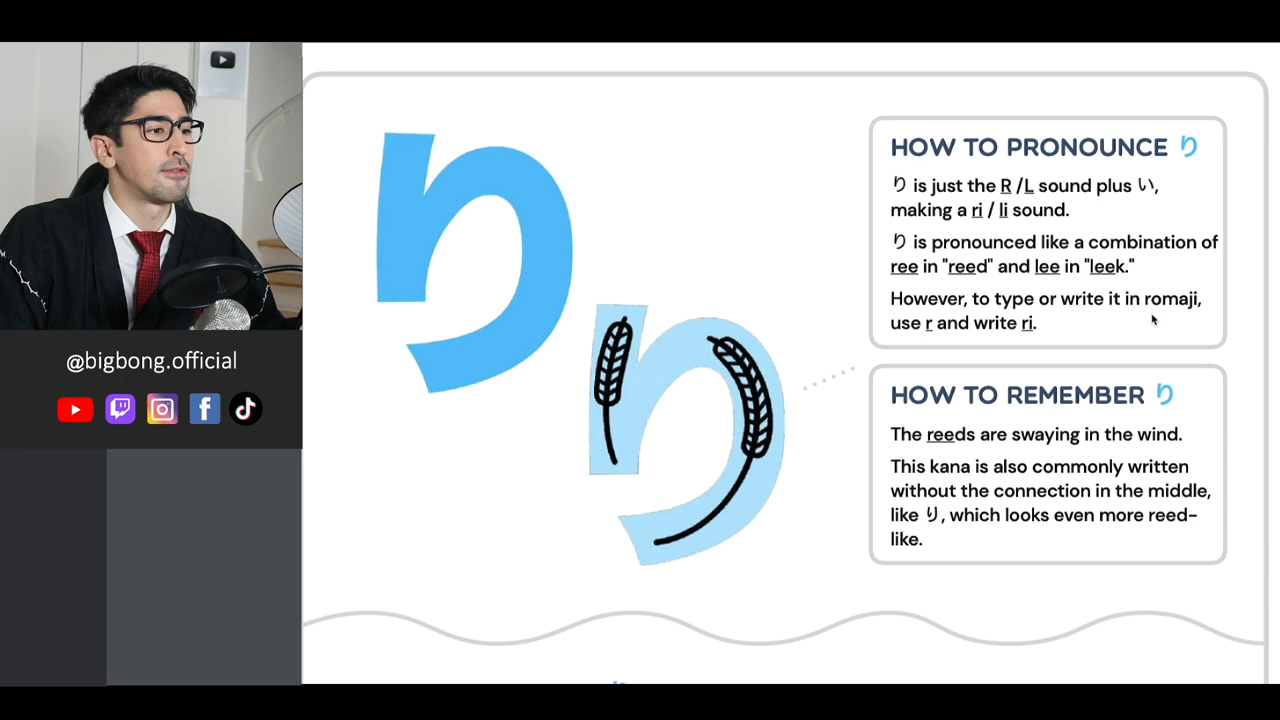 @bigbong.official
り
り
HOW TO PRONOUNCE り
り is just the R /L sound plus い,
making a ri / li sound.
り is pronounced like a combination of
ree in "reed" and lee in "leek."
However, to type or write it in romaji,
use r and write ri.
HOW TO REMEMBER り
The reeds are swaying in the wind.
This kana is also commonly written
without the connection in the middle,
like り, which looks even more reed-
like.